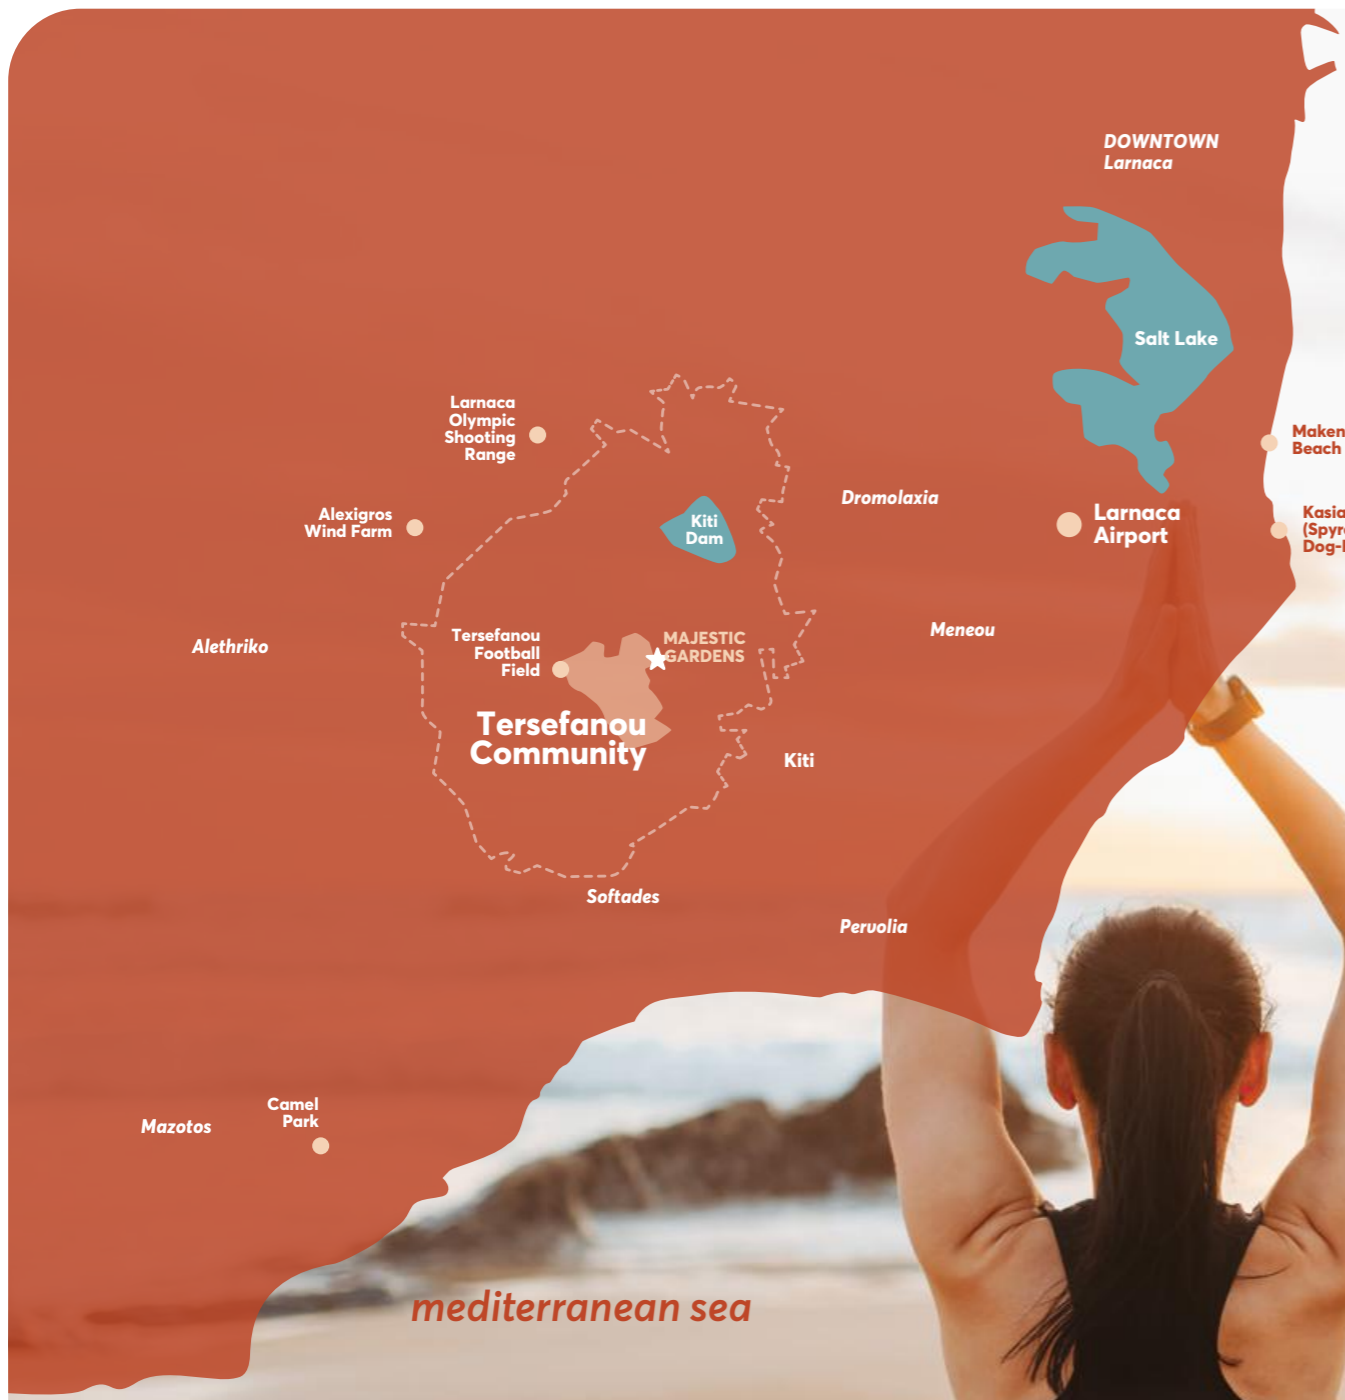 DOWNTOWN
Larnaca
Salt Lake
Larnaca
Olympic
Shooting
Range
Beach
Alexigros
Wind Farm
Kiti
Dam
Dromolaxia
Larnaca
Airport
Alethriko
Tersefanou
Football
Field
MAJESTIC
GARDENS
Meneou
Tersefanou
Community
Kiti
Softades
Pervolia
Mazotos
Camel
Park
mediterranean sea